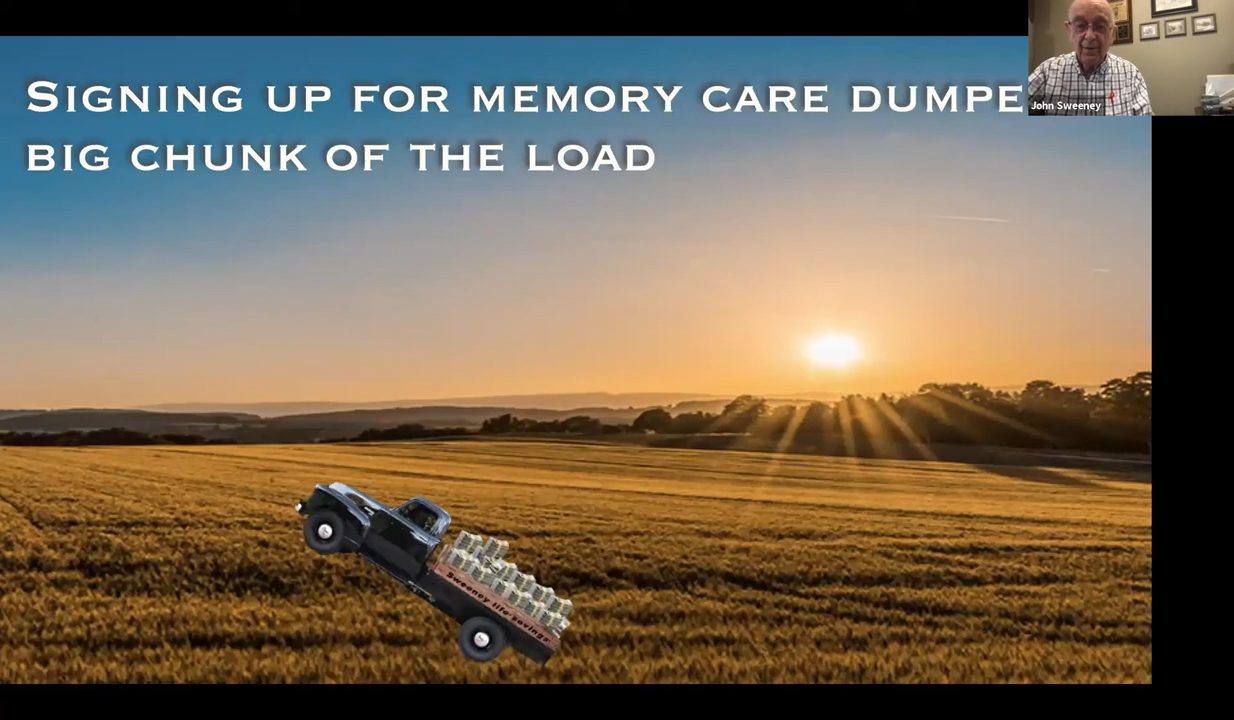 SIGNING UP FOR MEMORY CARE DUMPE
BIG CHUNK OF THE LOAD
John Sweeney
Sweeney life-savings